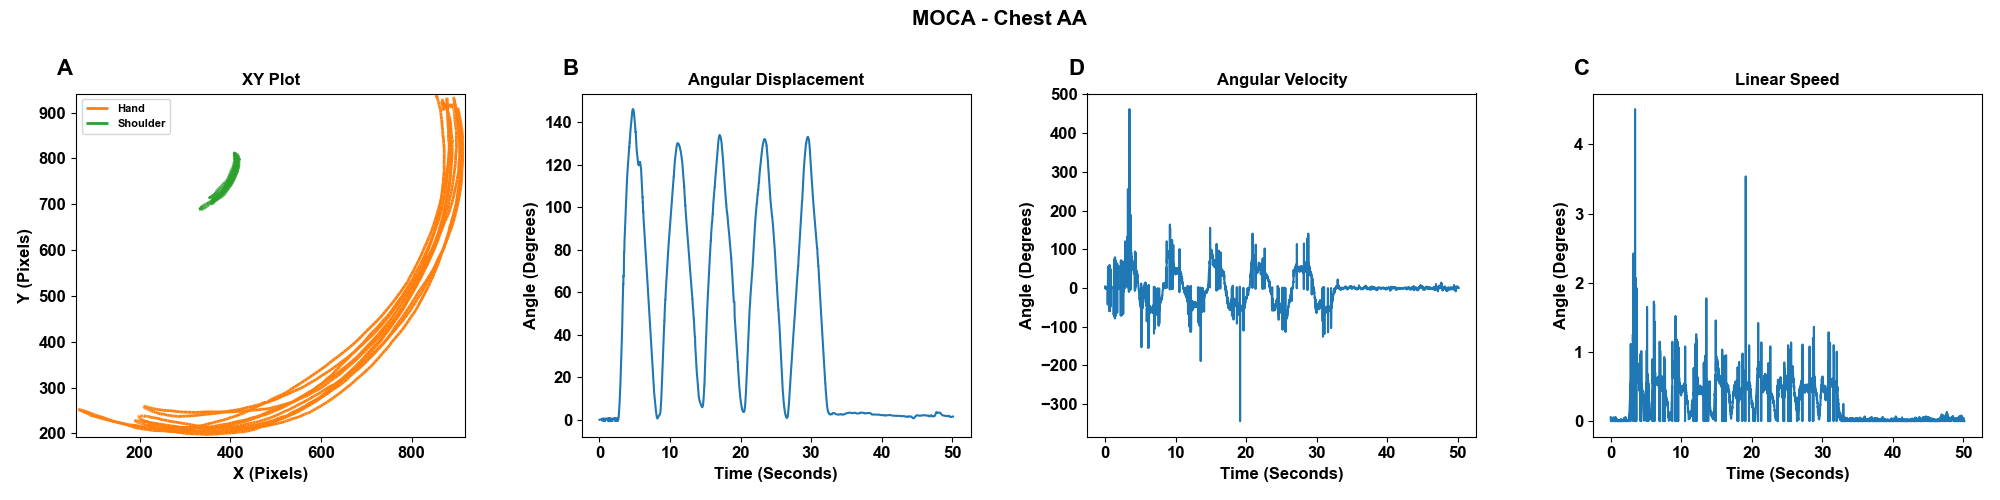 MOCA - Chest AA
A
XY Plot
Hand
Shoulder
900
800
700
600
500
400
300
200
200
400
600
800
Y (Pixels)
X (Pixels)
B
Angular Displacement
140
120
100
80
60
40
20
0
0
10
20
30
40
50
Angle (Degrees)
Time (Seconds)
D
Angular Velocity
500
400
300
200
100
0
−100
−200
−300
0
10
20
30
40
50
Angle (Degrees)
Time (Seconds)
C
Linear Speed
4
3
2
1
0
0
10
20
30
40
50
Angle (Degrees)
Time (Seconds)